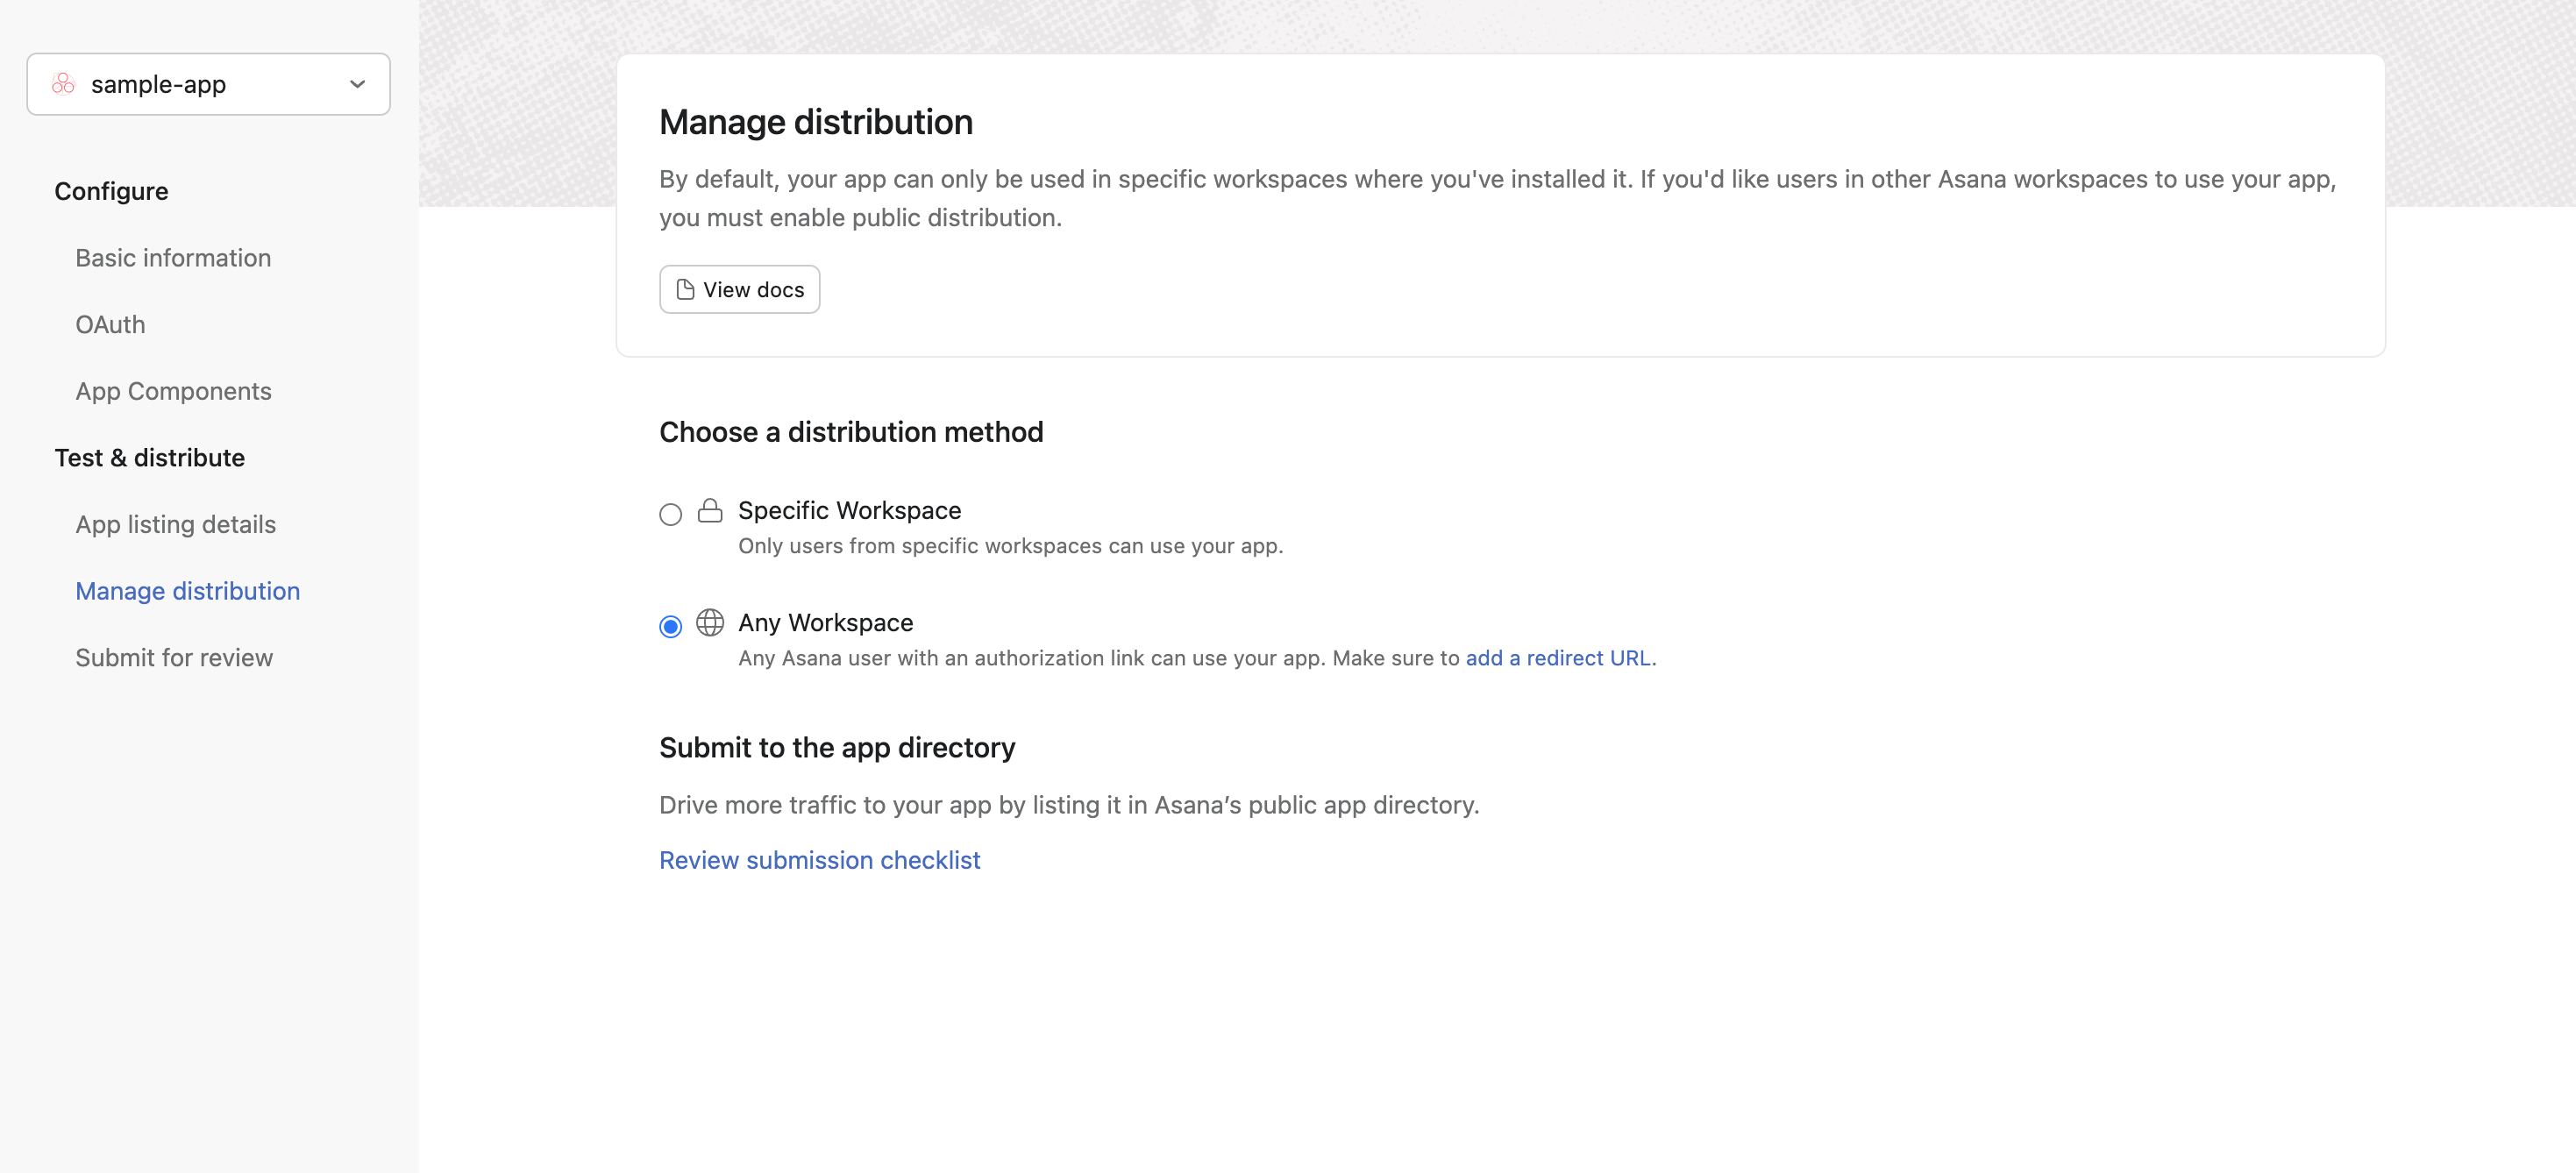 sample-app
Configure
Basic information
OAuth
App Components
Test & distribute
App listing details
Manage distribution
Submit for review
Manage distribution
By default, your app can only be used in specific workspaces where you've installed it. If you'd like users in other Asana workspaces to use your app,
you must enable public distribution.
View docs
Choose a distribution method
Specific Workspace
Only users from specific workspaces can use your app.
Any Workspace
Any Asana user with an authorization link can use your app. Make sure to add a redirect URL.
Submit to the app directory
Drive more traffic to your app by listing it in Asana’s public app directory.
Review submission checklist